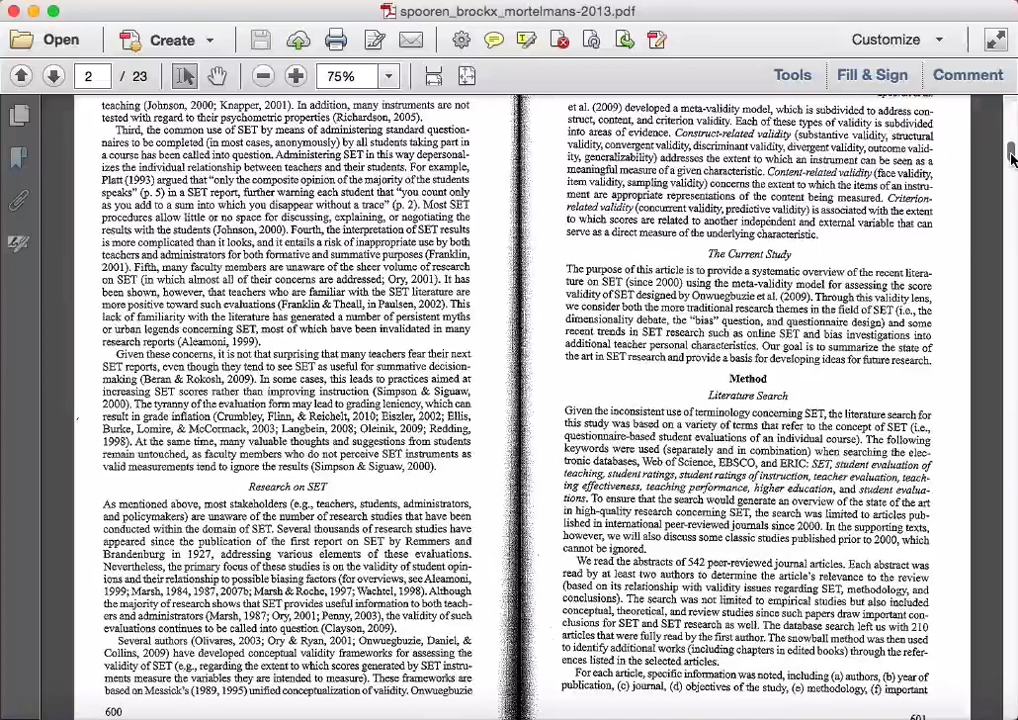 spooren_brockx_mortelmans-2013.pdf
Open
Create
Customize
2 / 23
75%
Tools
Fill & Sign
Comment
teaching (Johnson, 2000; Knapper, 2001). In addition, many instruments are not
tested with regard to their psychometric properties (Richardson, 2005).
Third, the common use of SET by means of administering standard question-
naires to be completed (in most cases, anonymously) by all students taking part in
a course has been called into question. Administering SET in this way depersonal-
izes the individual relationship between teachers and their students. For example,
Platt (1993) argued that "only the composite opinion of the majority of the students
speaks" (p. 5) in a SET report, further warning each student that "you count only
as you add to a sum into which you disappear without a trace" (p. 2). Most SET
procedures allow little or no space for discussing, explaining, or negotiating the
results with the students (Johnson, 2000). Fourth, the interpretation of SET results
is more complicated than it looks, and it entails a risk of inappropriate use by both
teachers and administrators for both formative and summative purposes (Franklin,
2001). Fifth, many faculty members are unaware of the sheer volume of research
on SET (in which almost all of their concerns are addressed; Ory, 2001). It has
been shown, however, that teachers who are familiar with the SET literature are
more positive toward such evaluations (Franklin & Theall, in Paulsen, 2002). This
lack of familiarity with the literature has generated a number of persistent myths
or urban legends concerning SET, most of which have been invalidated in many
research reports (Aleamoni, 1999).
Given these concerns, it is not that surprising that many teachers fear their next
SET reports, even though they tend to see SET as useful for summative decision-
making (Beran & Rokosh, 2009). In some cases, this leads to practices aimed at
increasing SET scores rather than improving instruction (Simpson & Siguaw,
2000). The tyranny of the evaluation form may lead to grading leniency, which can
result in grade inflation (Crumbley, Flinn, & Reichelt, 2010; Eiszler, 2002; Ellis,
Burke, Lomire, & McCormack, 2003; Langbein, 2008; Oleinik, 2009; Redding,
1998). At the same time, many valuable thoughts and suggestions from students
remain untouched, as faculty members who do not perceive SET instruments as
valid measurements tend to ignore the results (Simpson & Siguaw, 2000).
Research on SET
As mentioned above, most stakeholders (e.g., teachers, students, administrators,
and policymakers) are unaware of the number of research studies that have been
conducted within the domain of SET. Several thousands of research studies have
appeared since the publication of the first report on SET by Remmers and
Brandenburg in 1927, addressing various elements of these evaluations.
Nevertheless, the primary focus of these studies is on the validity of student opin-
ions and their relationship to possible biasing factors (for overviews, see Aleamoni,
1999; Marsh, 1984, 1987, 2007b; Marsh & Roche, 1997; Wachtel, 1998). Although
the majority of research shows that SET provides useful information to both teach-
ers and administrators (Marsh, 1987; Ory, 2001; Penny, 2003), the validity of such
evaluations continues to be called into question (Clayson, 2009).
Several authors (Olivares, 2003; Ory & Ryan, 2001; Onwuegbuzie, Daniel, &
Collins, 2009) have developed conceptual validity frameworks for assessing the
validity of SET (e.g., regarding the extent to which scores generated by SET instru-
ments measure the variables they are intended to measure). These frameworks are
based on Messick's (1989, 1995) unified conceptualization of validity. Onwuegbuzie
600
et al. (2009) developed a meta-validity model, which is subdivided to address con-
struct, content, and criterion validity. Each of these types of validity is subdivided
into areas of evidence. Construct-related validity (substantive validity, structural
validity, convergent validity, discriminant validity, divergent validity, outcome valid-
ity, generalizability) addresses the extent to which an instrument can be seen as a
meaningful measure of a given characteristic. Content-related validity (face validity,
item validity, sampling validity) concerns the extent to which the items of an instru-
ment are appropriate representations of the content being measured. Criterion-
related validity (concurrent validity, predictive validity) is associated with the extent
to which scores are related to another independent and external variable that can
serve as a direct measure of the underlying characteristic.
The Current Study
The purpose of this article is to provide a systematic overview of the recent litera-
ture on SET (since 2000) using the meta-validity model for assessing the score
validity of SET designed by Onwuegbuzie et al. (2009). Through this validity lens,
we consider both the more traditional research themes in the field of SET (i.e., the
dimensionality debate, the "bias" question, and questionnaire design) and some
recent trends in SET research such as online SET and bias investigations into
additional teacher personal characteristics. Our goal is to summarize the state of
the art in SET research and provide a basis for developing ideas for future research.
Method
Literature Search
Given the inconsistent use of terminology concerning SET, the literature search for
this study was based on a variety of terms that refer to the concept of SET (i.e.,
questionnaire-based student evaluations of an individual course). The following
keywords were used (separately and in combination) when searching the elec-
tronic databases, Web of Science, EBSCO, and ERIC: SET, student evaluation of
teaching, student ratings, student ratings of instruction, teacher evaluation, teach-
ing effectiveness, teaching performance, higher education, and student evalua-
tions. To ensure that the search would generate an overview of the state of the art
in high-quality research concerning SET, the search was limited to articles pub-
lished in international peer-reviewed journals since 2000. In the supporting texts,
however, we will also discuss some classic studies published prior to 2000, which
cannot be ignored.
We read the abstracts of 542 peer-reviewed journal articles. Each abstract was
read by at least two authors to determine the article's relevance to the review
(based on its relationship with validity issues regarding SET, methodology, and
conclusions). The search was not limited to empirical studies but also included
conceptual, theoretical, and review studies since such papers draw important con-
clusions for SET and SET research as well. The database search left us with 210
articles that were fully read by the first author. The snowball method was then used
to identify additional works (including chapters in edited books) through the refer-
ences listed in the selected articles.
For each article, specific information was noted, including (a) authors, (b) year of
publication, (c) journal, (d) objectives of the study, (e) methodology, (f) important
601